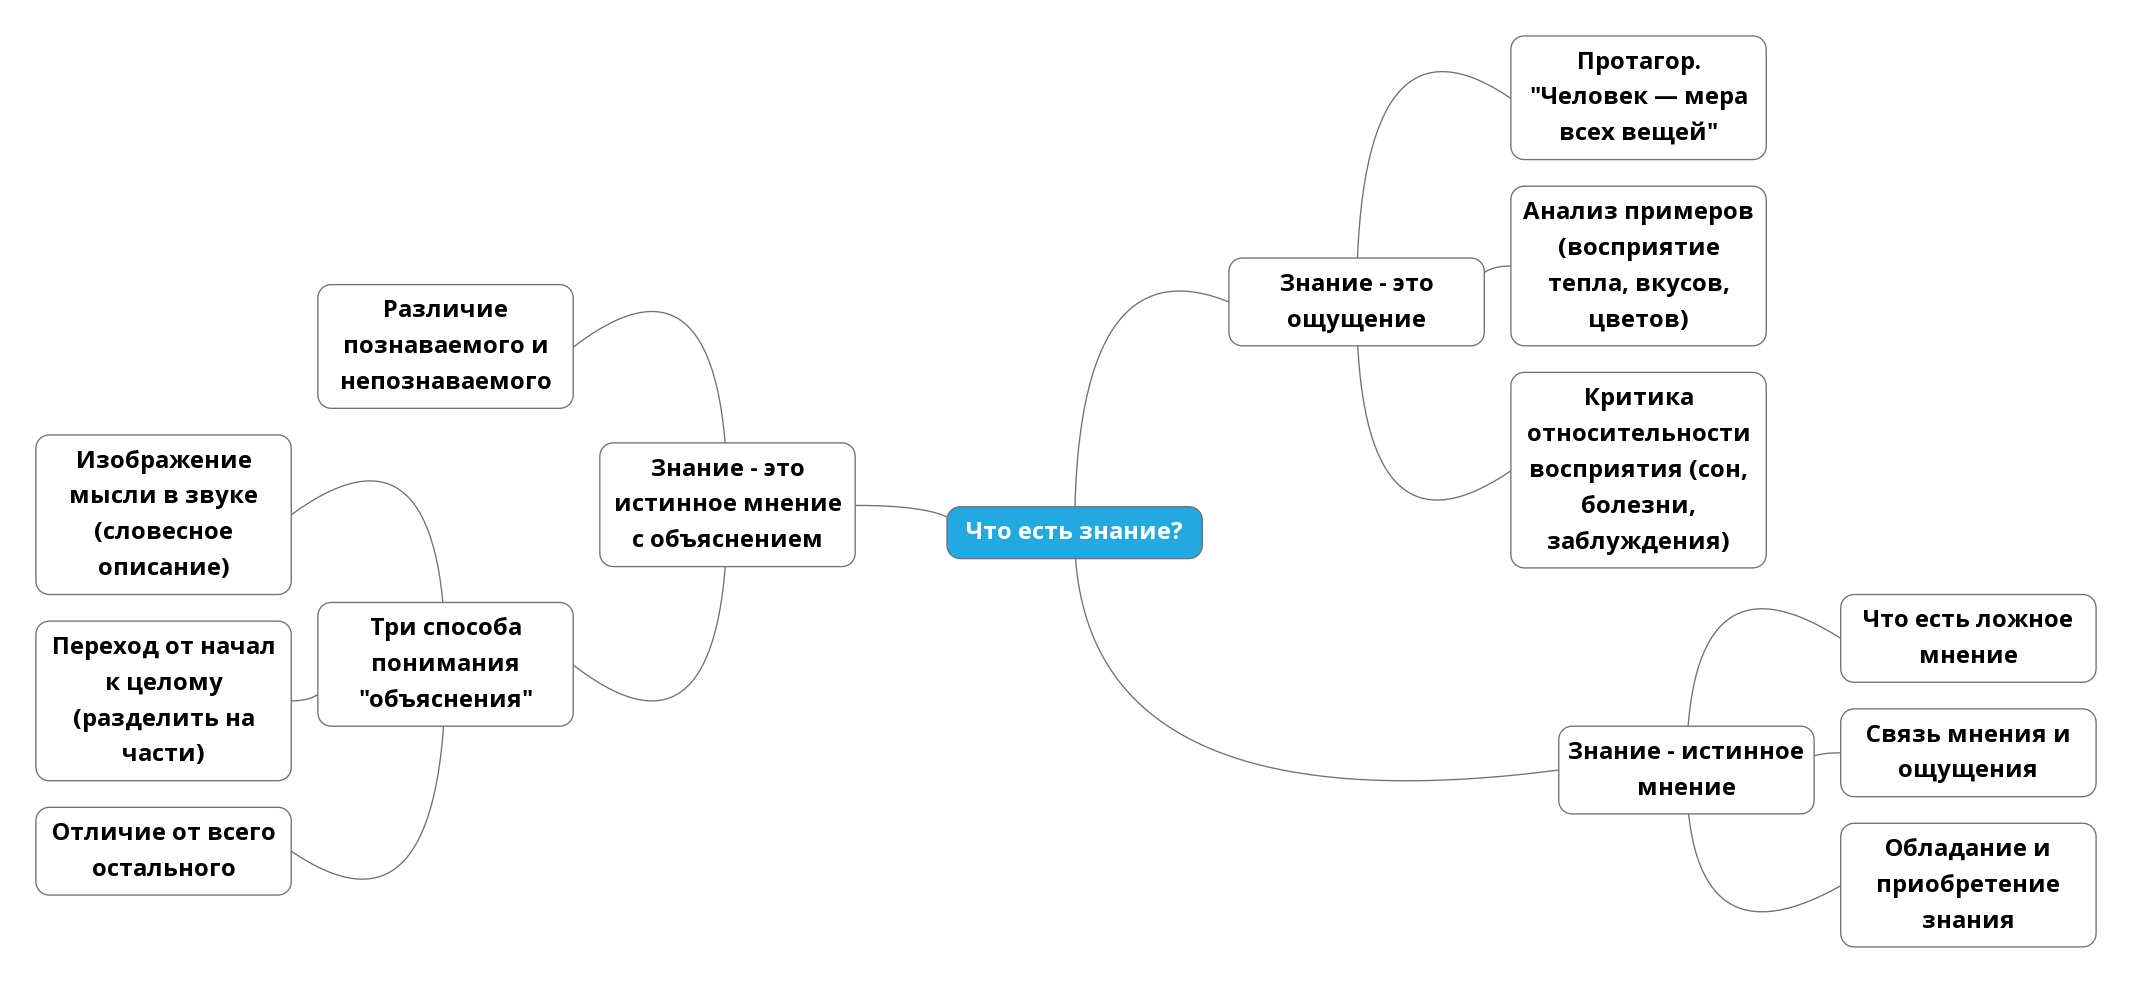 Что есть знание?
Знание - это
ощущение
Протагор.
"Человек — мера
всех вещей"
Анализ примеров
(восприятие
тепла, вкусов,
цветов)
Критика
относительности
восприятия (сон,
болезни,
заблуждения)
Знание - истинное
мнение
Что есть ложное
мнение
Связь мнения и
ощущения
Обладание и
приобретение
знания
Знание - это
истинное мнение
с объяснением
Различие
познаваемого и
непознаваемого
Три способа
понимания
"объяснения"
Изображение
мысли в звуке
(словесное
описание)
Переход от начал
к целому
(разделить на
части)
Отличие от всего
остального